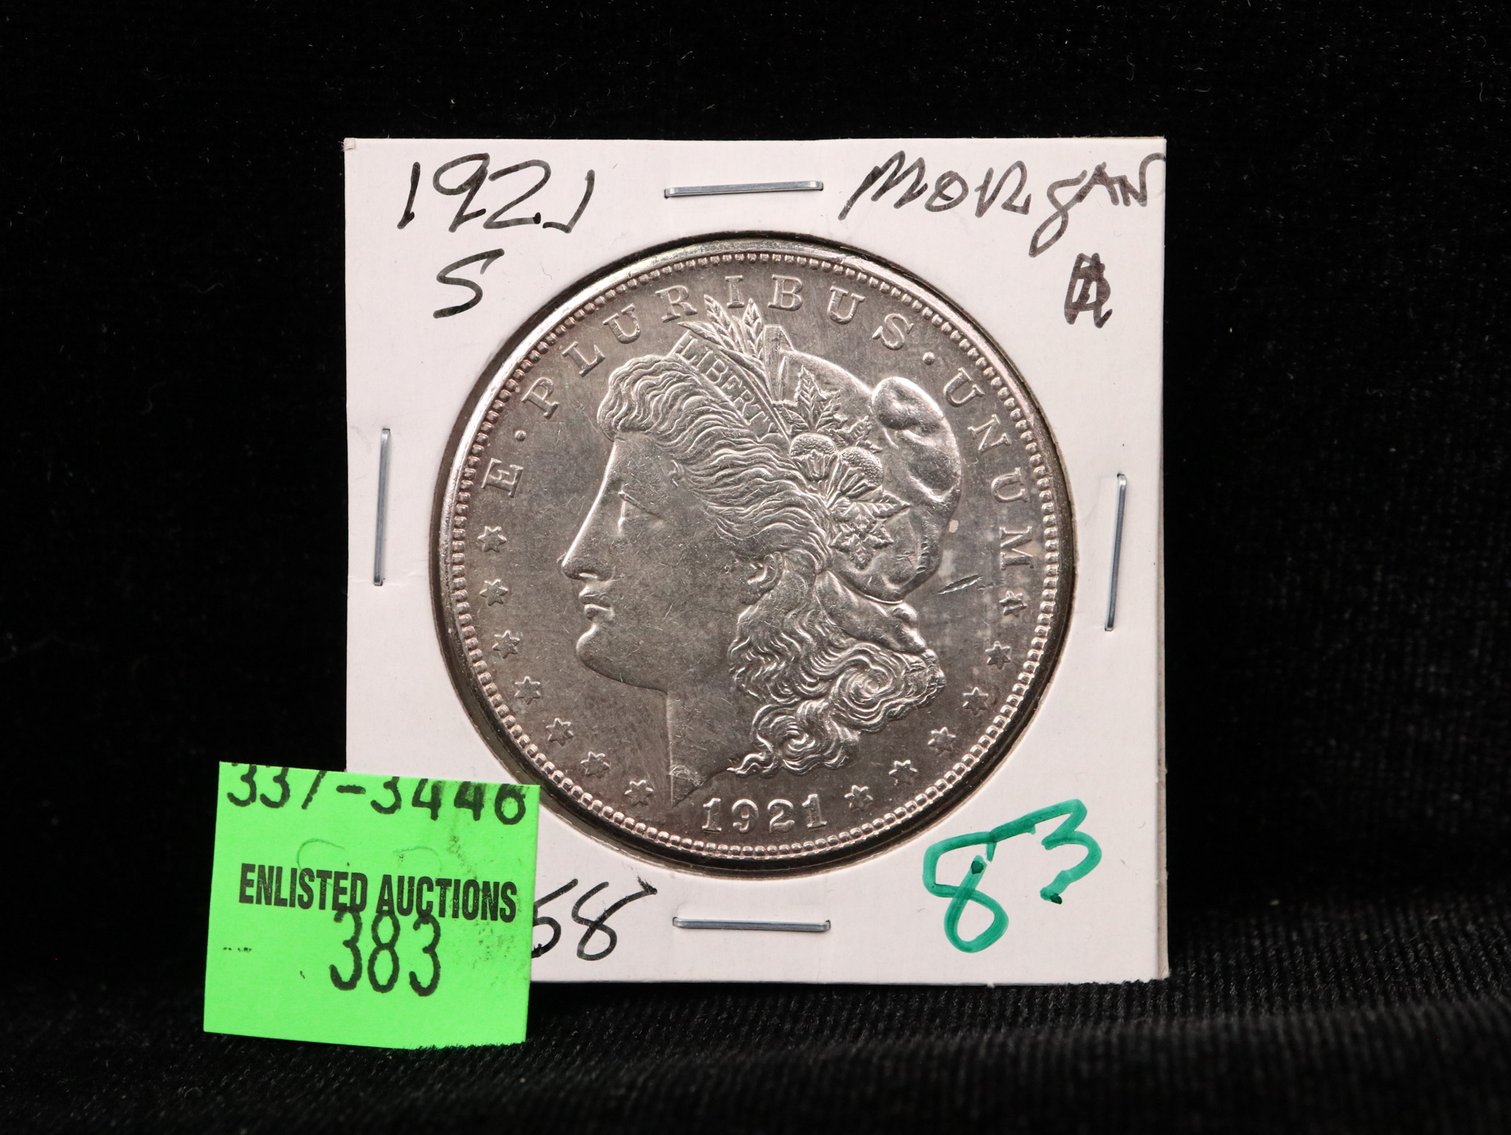 1921
Morgan
S
E·PLURIBUS·UNUM
LIBERTY
1921
83
58
337-3446
ENLISTED AUCTIONS
383